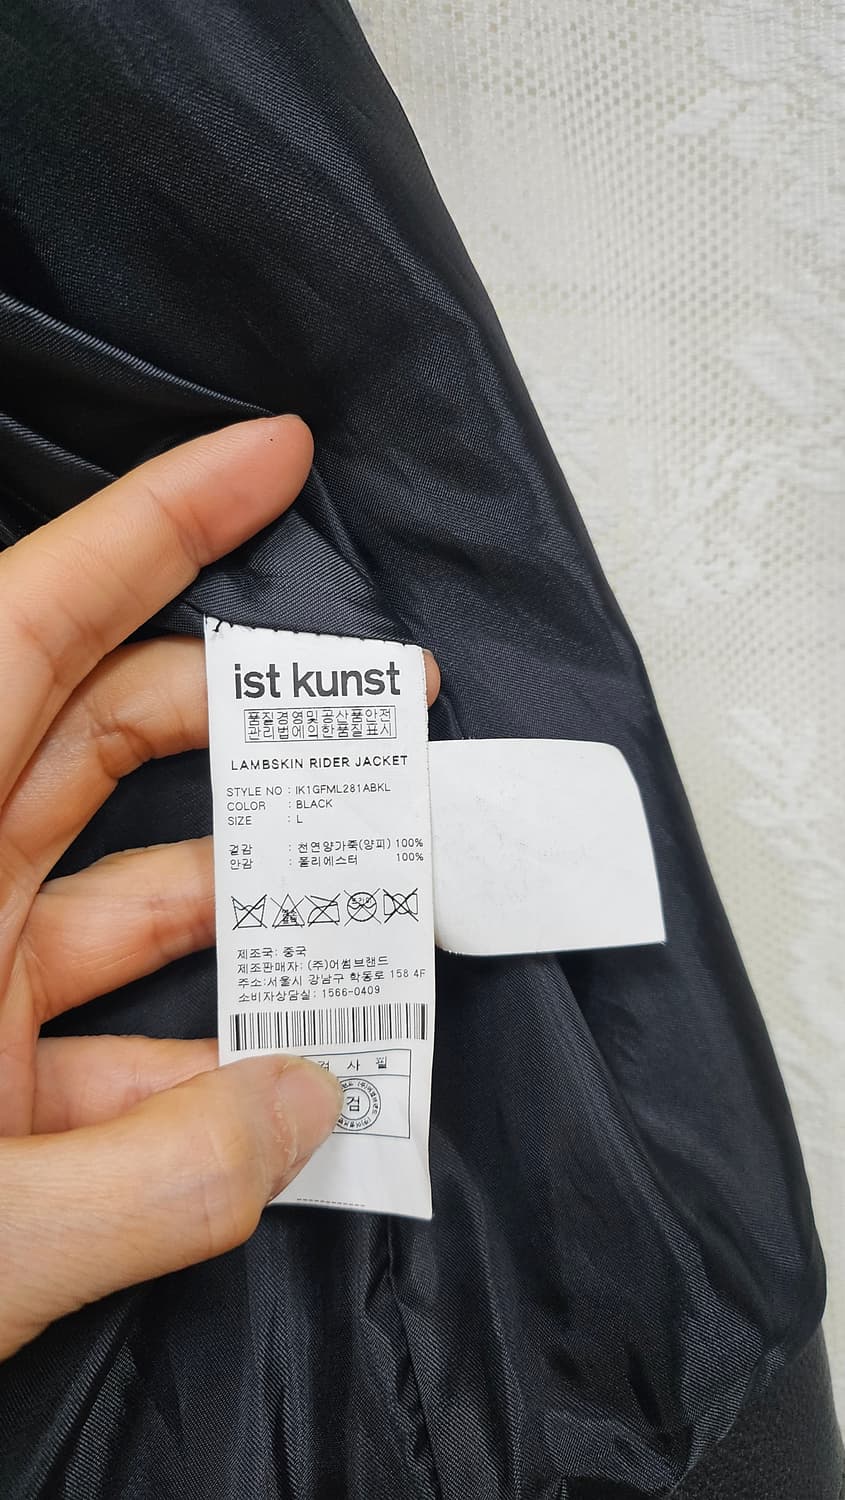 ist kunst
품질경영및공산품안전
관리법에의한품질표시
LAMBSKIN RIDER JACKET
STYLE NO : IK1GFML281ABKL
COLOR : BLACK
SIZE : L
겉감 : 천연양가죽(양피) 100%
안감 : 폴리에스터 100%
제조국: 중국
제조판매자: (주)어썸브랜드
주소:서울시 강남구 학동로 158 4F
소비자상담실: 1566-0409
검 사 필
검